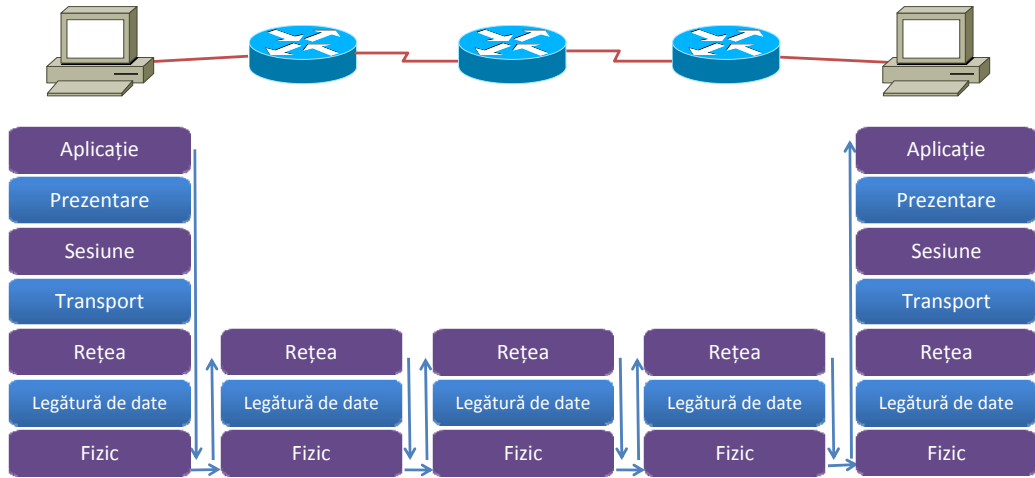 Aplicație
Prezentare
Sesiune
Transport
Rețea
Legătură de date
Fizic
Rețea
Legătură de date
Fizic
Rețea
Legătură de date
Fizic
Rețea
Legătură de date
Fizic
Aplicație
Prezentare
Sesiune
Transport
Rețea
Legătură de date
Fizic